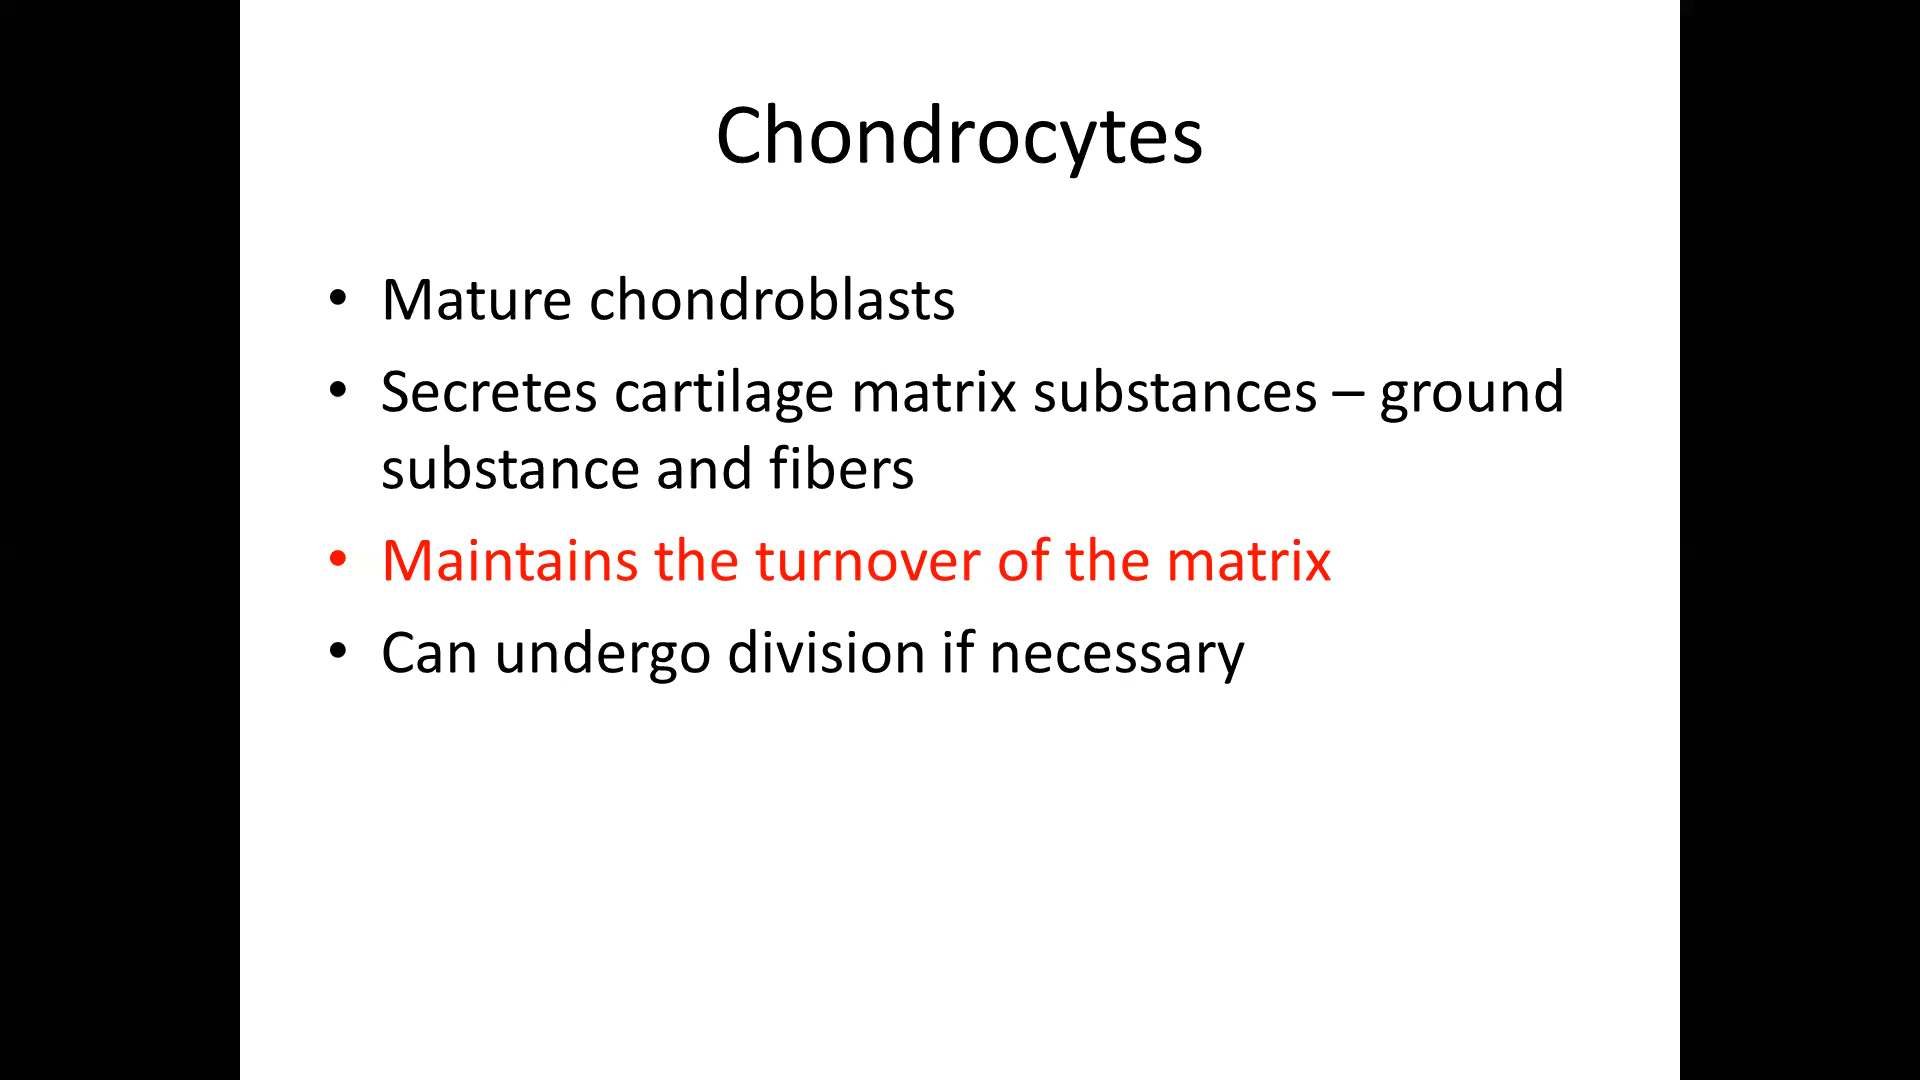 Chondrocytes
• Mature chondroblasts
• Secretes cartilage matrix substances – ground
substance and fibers
• Maintains the turnover of the matrix
• Can undergo division if necessary